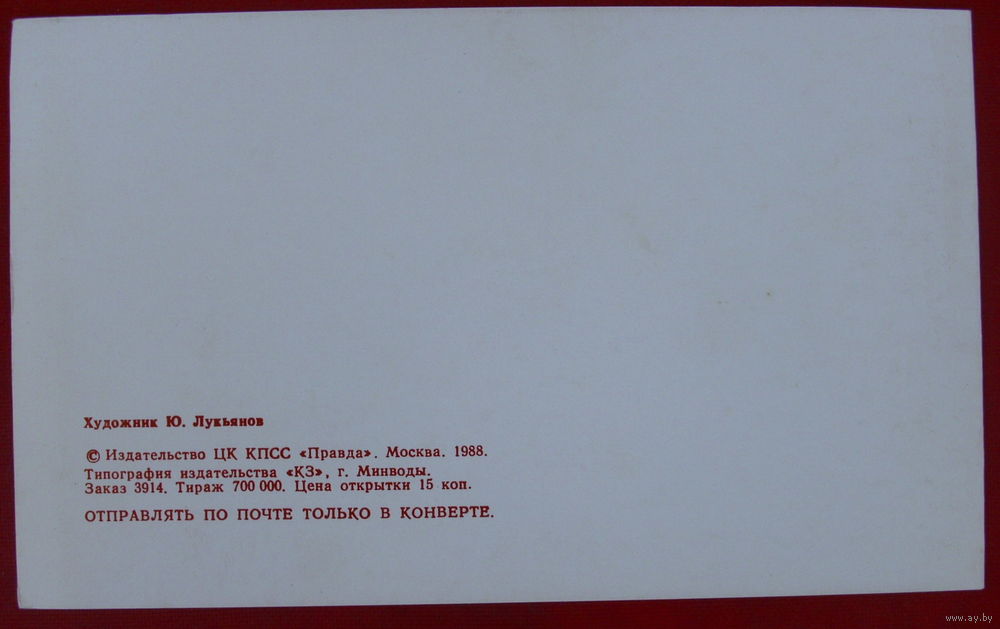 Художник Ю. Лукьянов
© Издательство ЦК КПСС «Правда». Москва. 1988.
Типография издательства «КЗ», г. Минводы.
Заказ 3914. Тираж 700 000. Цена открытки 15 коп.
ОТПРАВЛЯТЬ ПО ПОЧТЕ ТОЛЬКО В КОНВЕРТЕ.
www.ay.by